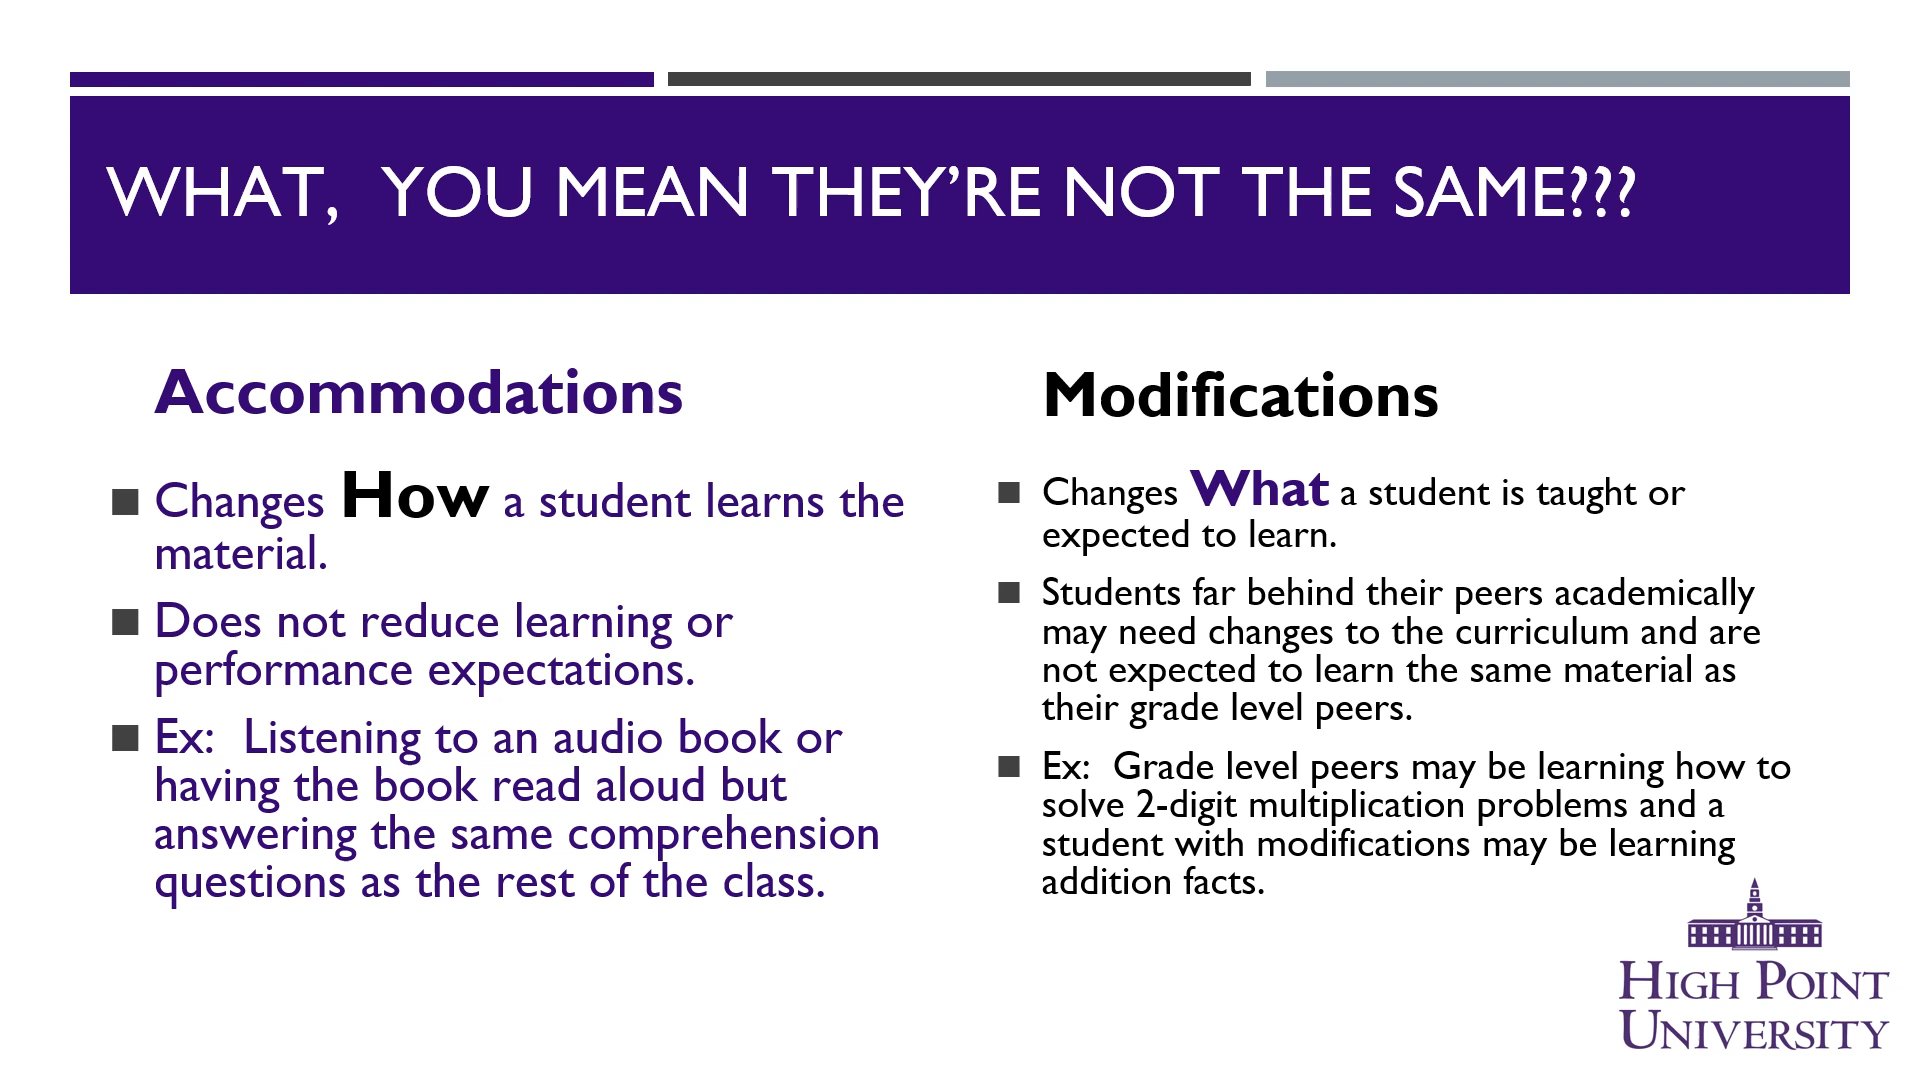 WHAT,  YOU MEAN THEY’RE NOT THE SAME???
Accommodations
■ Changes How a student learns the
material.
■ Does not reduce learning or
performance expectations.
■ Ex:  Listening to an audio book or
having the book read aloud but
answering the same comprehension
questions as the rest of the class.
Modifications
■ Changes What a student is taught or
expected to learn.
■ Students far behind their peers academically
may need changes to the curriculum and are
not expected to learn the same material as
their grade level peers.
■ Ex:  Grade level peers may be learning how to
solve 2-digit multiplication problems and a
student with modifications may be learning
addition facts.
HIGH POINT
UNIVERSITY